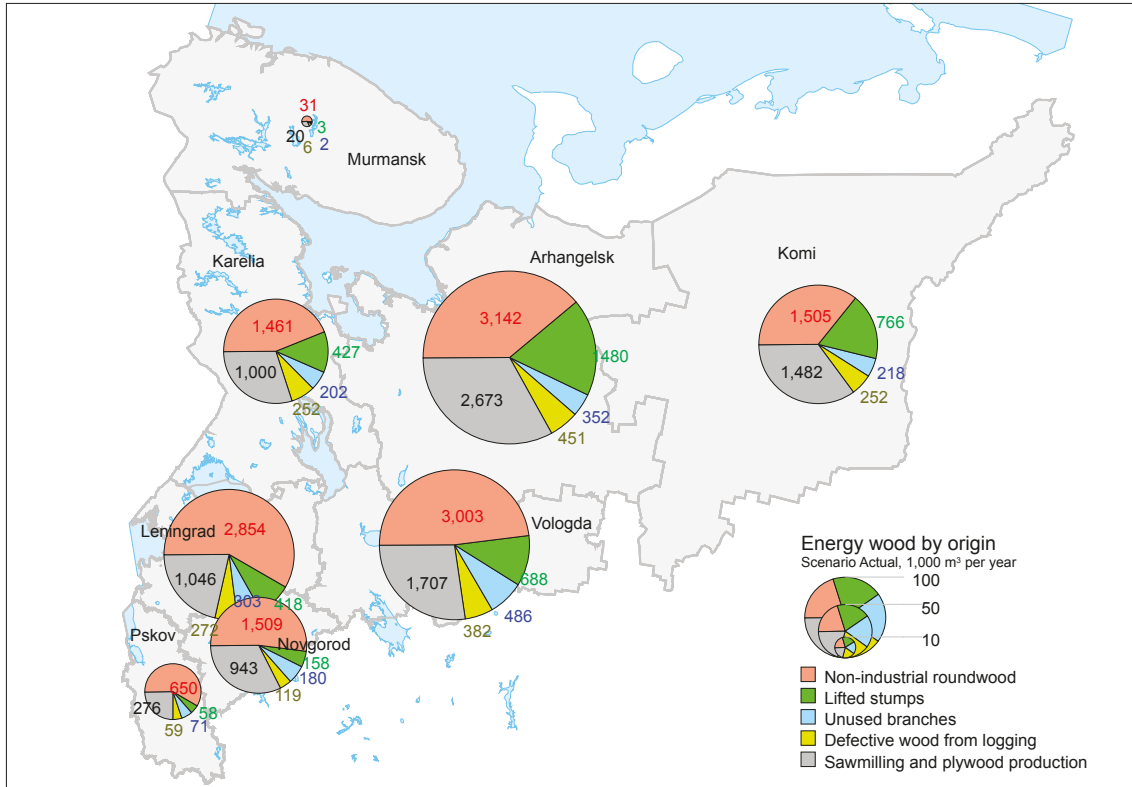 31
3
20
2
6
Murmansk
Karelia
Arhangelsk
Komi
1,461
427
1,000
202
252
3,142
1480
2,673
352
451
1,505
766
1,482
218
252
Leningrad
2,854
1,046
303
418
272
3,003
Vologda
1,707
688
486
382
Pskov
1,509
Novgorod
943
158
180
119
650
276
58
71
59
Energy wood by origin
Scenario Actual, 1,000 m³ per year
100
50
10
Non-industrial roundwood
Lifted stumps
Unused branches
Defective wood from logging
Sawmilling and plywood production